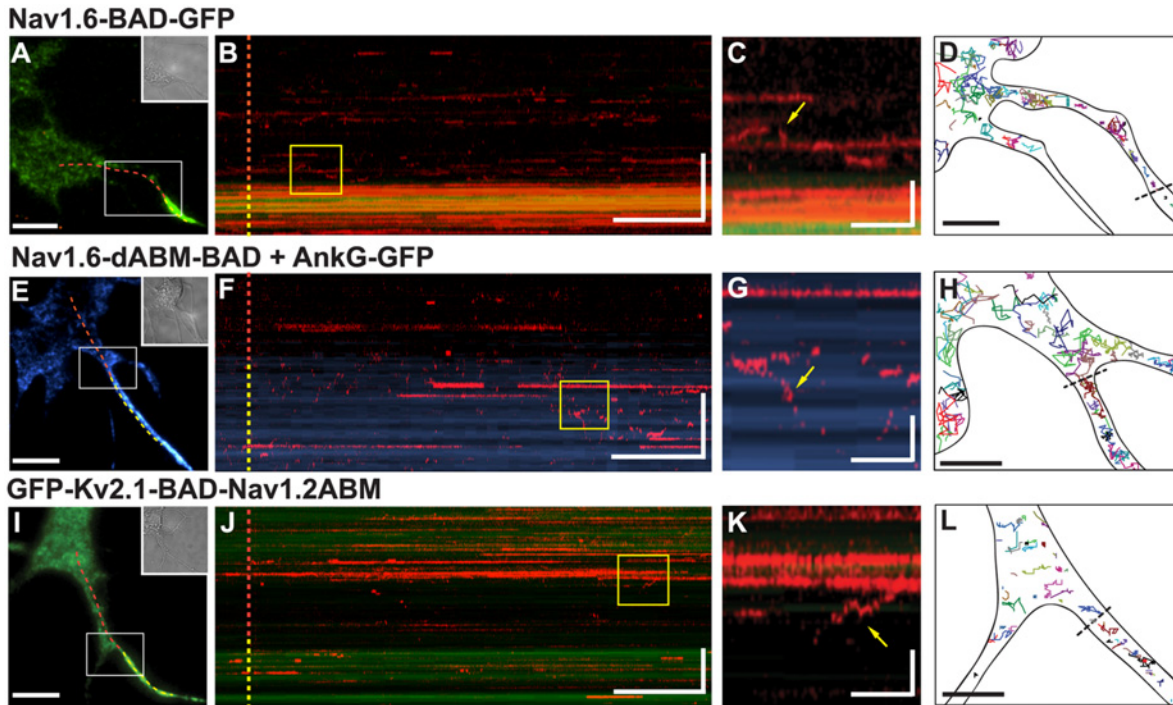 Nav1.6-BAD-GFP
A B C D
Nav1.6-dABM-BAD + AnkG-GFP
E F G H
GFP-Kv2.1-BAD-Nav1.2ABM
I J K L